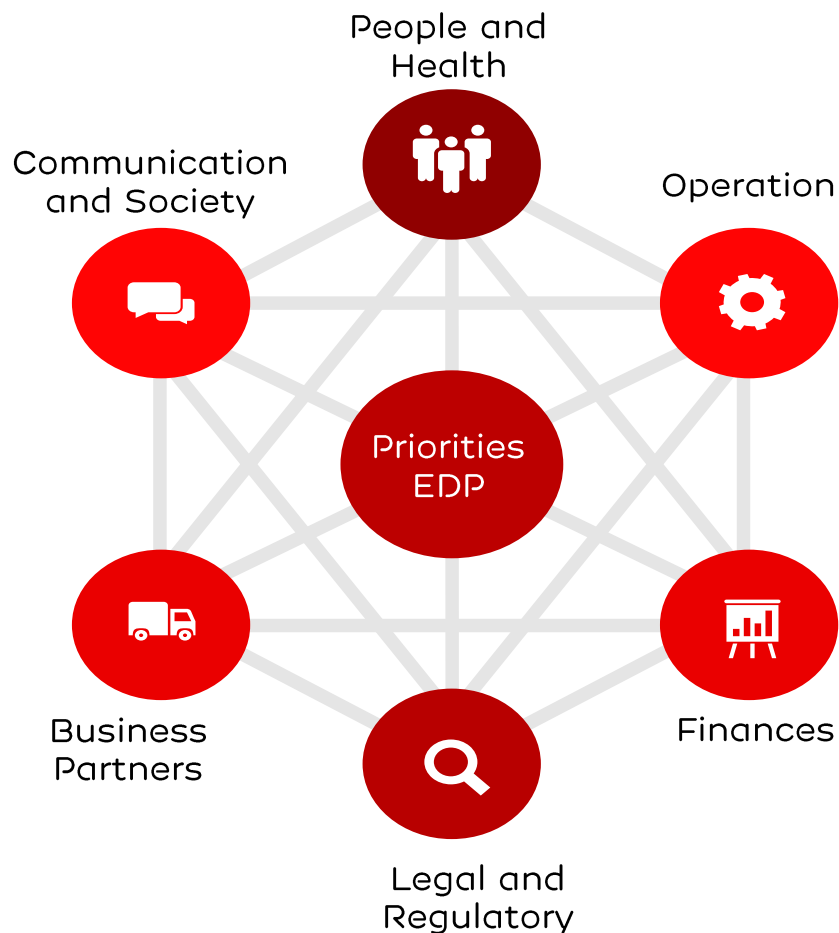 People and
Health
Communication
and Society
Operation
Priorities
EDP
Business
Partners
Finances
Legal and
Regulatory